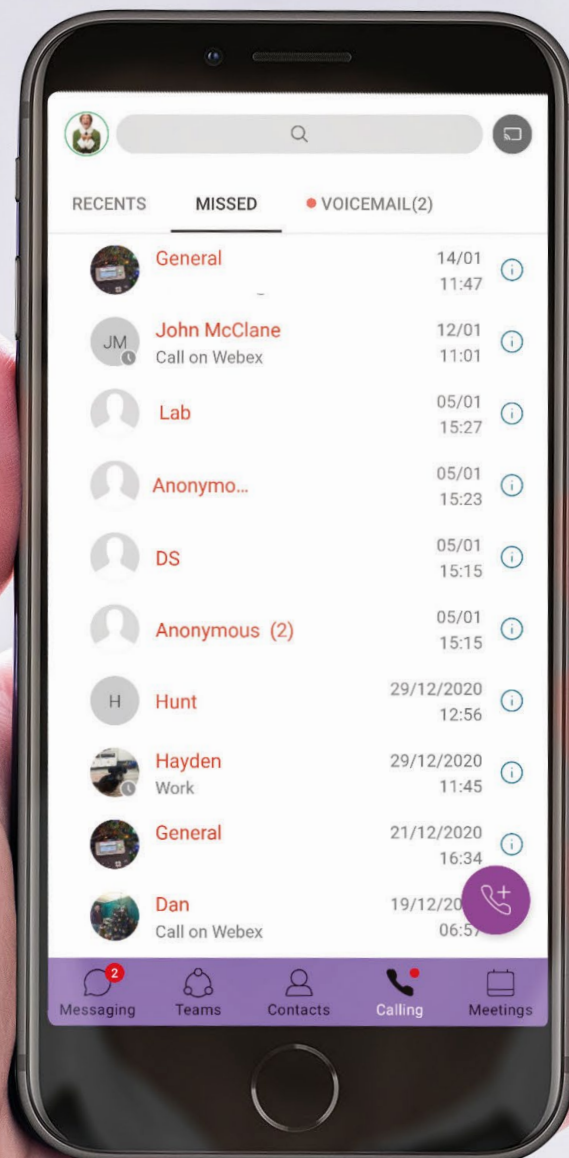 RECENTS MISSED VOICEMAIL(2)
General 14/01
11:47
JM John McClane 12/01
Call on Webex 11:01
Lab 05/01
15:27
Anonymo... 05/01
15:23
DS 05/01
15:15
Anonymous (2) 05/01
15:15
H Hunt 29/12/2020
12:56
Hayden 29/12/2020
Work 11:45
General 21/12/2020
16:34
Dan 19/12/20
Call on Webex 06:57
2
Messaging Teams Contacts Calling Meetings